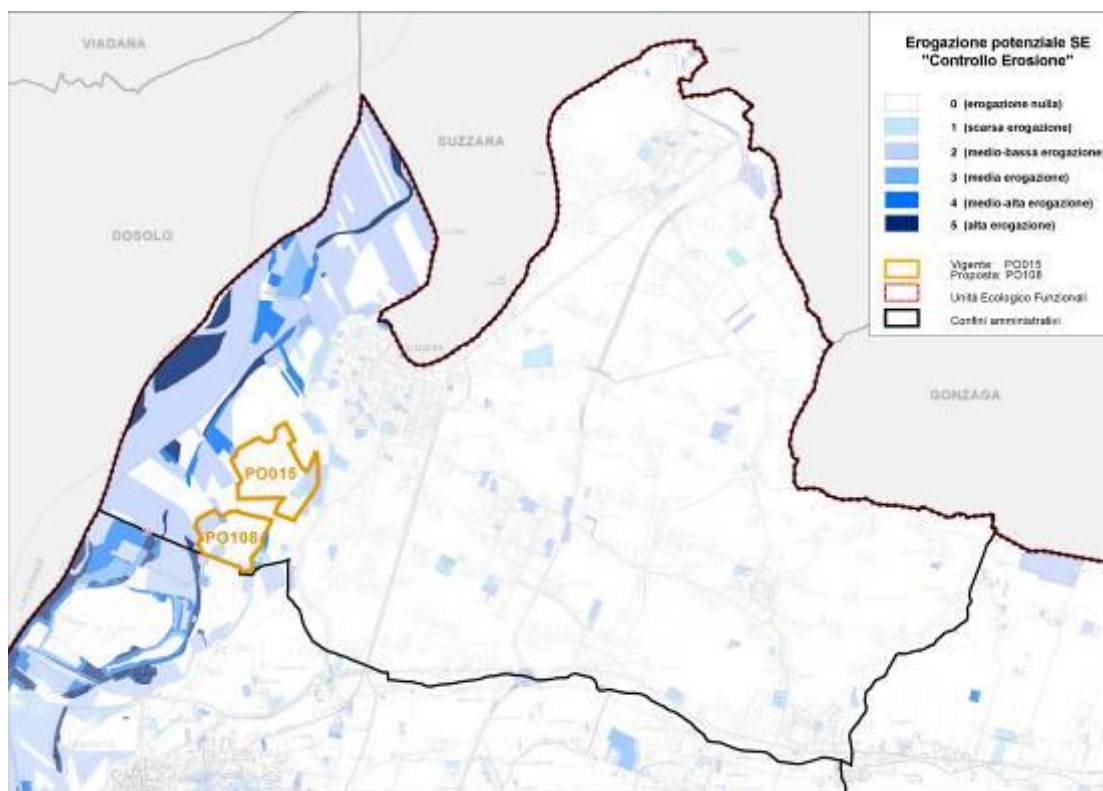 VIADANA
SUZZARA
DOSOLO
GONZAGA
LUZZARA
PO015
PO108
Erogazione potenziale SE
"Controllo Erosione"
0 (erogazione nulla)
1 (scarsa erogazione)
2 (medio-bassa erogazione)
3 (media erogazione)
4 (medio-alta erogazione)
5 (alta erogazione)
Vigente: PO015
Proposta: PO108
Unità Ecologico Funzionali
Confini amministrativi